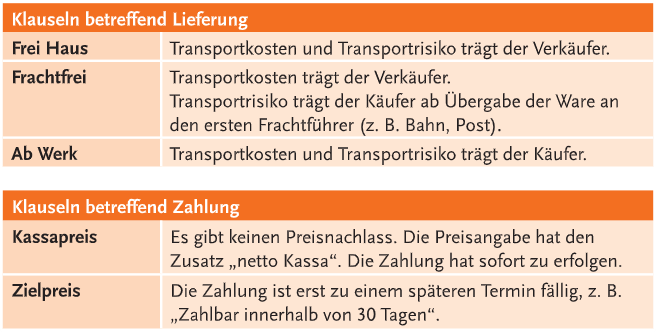 Klauseln betreffend Lieferung
Frei Haus Transportkosten und Transportrisiko trägt der Verkäufer.
Frachtfrei Transportkosten trägt der Verkäufer.
Transportrisiko trägt der Käufer ab Übergabe der Ware an
den ersten Frachtführer (z. B. Bahn, Post).
Ab Werk Transportkosten und Transportrisiko trägt der Käufer.
Klauseln betreffend Zahlung
Kassapreis Es gibt keinen Preisnachlass. Die Preisangabe hat den
Zusatz „netto Kassa“. Die Zahlung hat sofort zu erfolgen.
Zielpreis Die Zahlung ist erst zu einem späteren Termin fällig, z. B.
„Zahlbar innerhalb von 30 Tagen“.